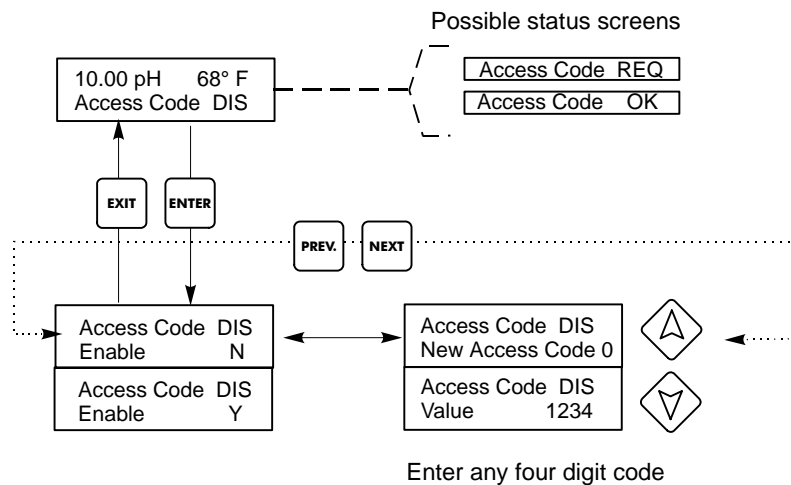 Possible status screens
10.00 pH 68° F
Access Code DIS
Access Code REQ
Access Code OK
EXIT
ENTER
PREV.
NEXT
Access Code DIS
Enable N
Access Code DIS
Enable Y
Access Code DIS
New Access Code 0
Access Code DIS
Value 1234
Enter any four digit code